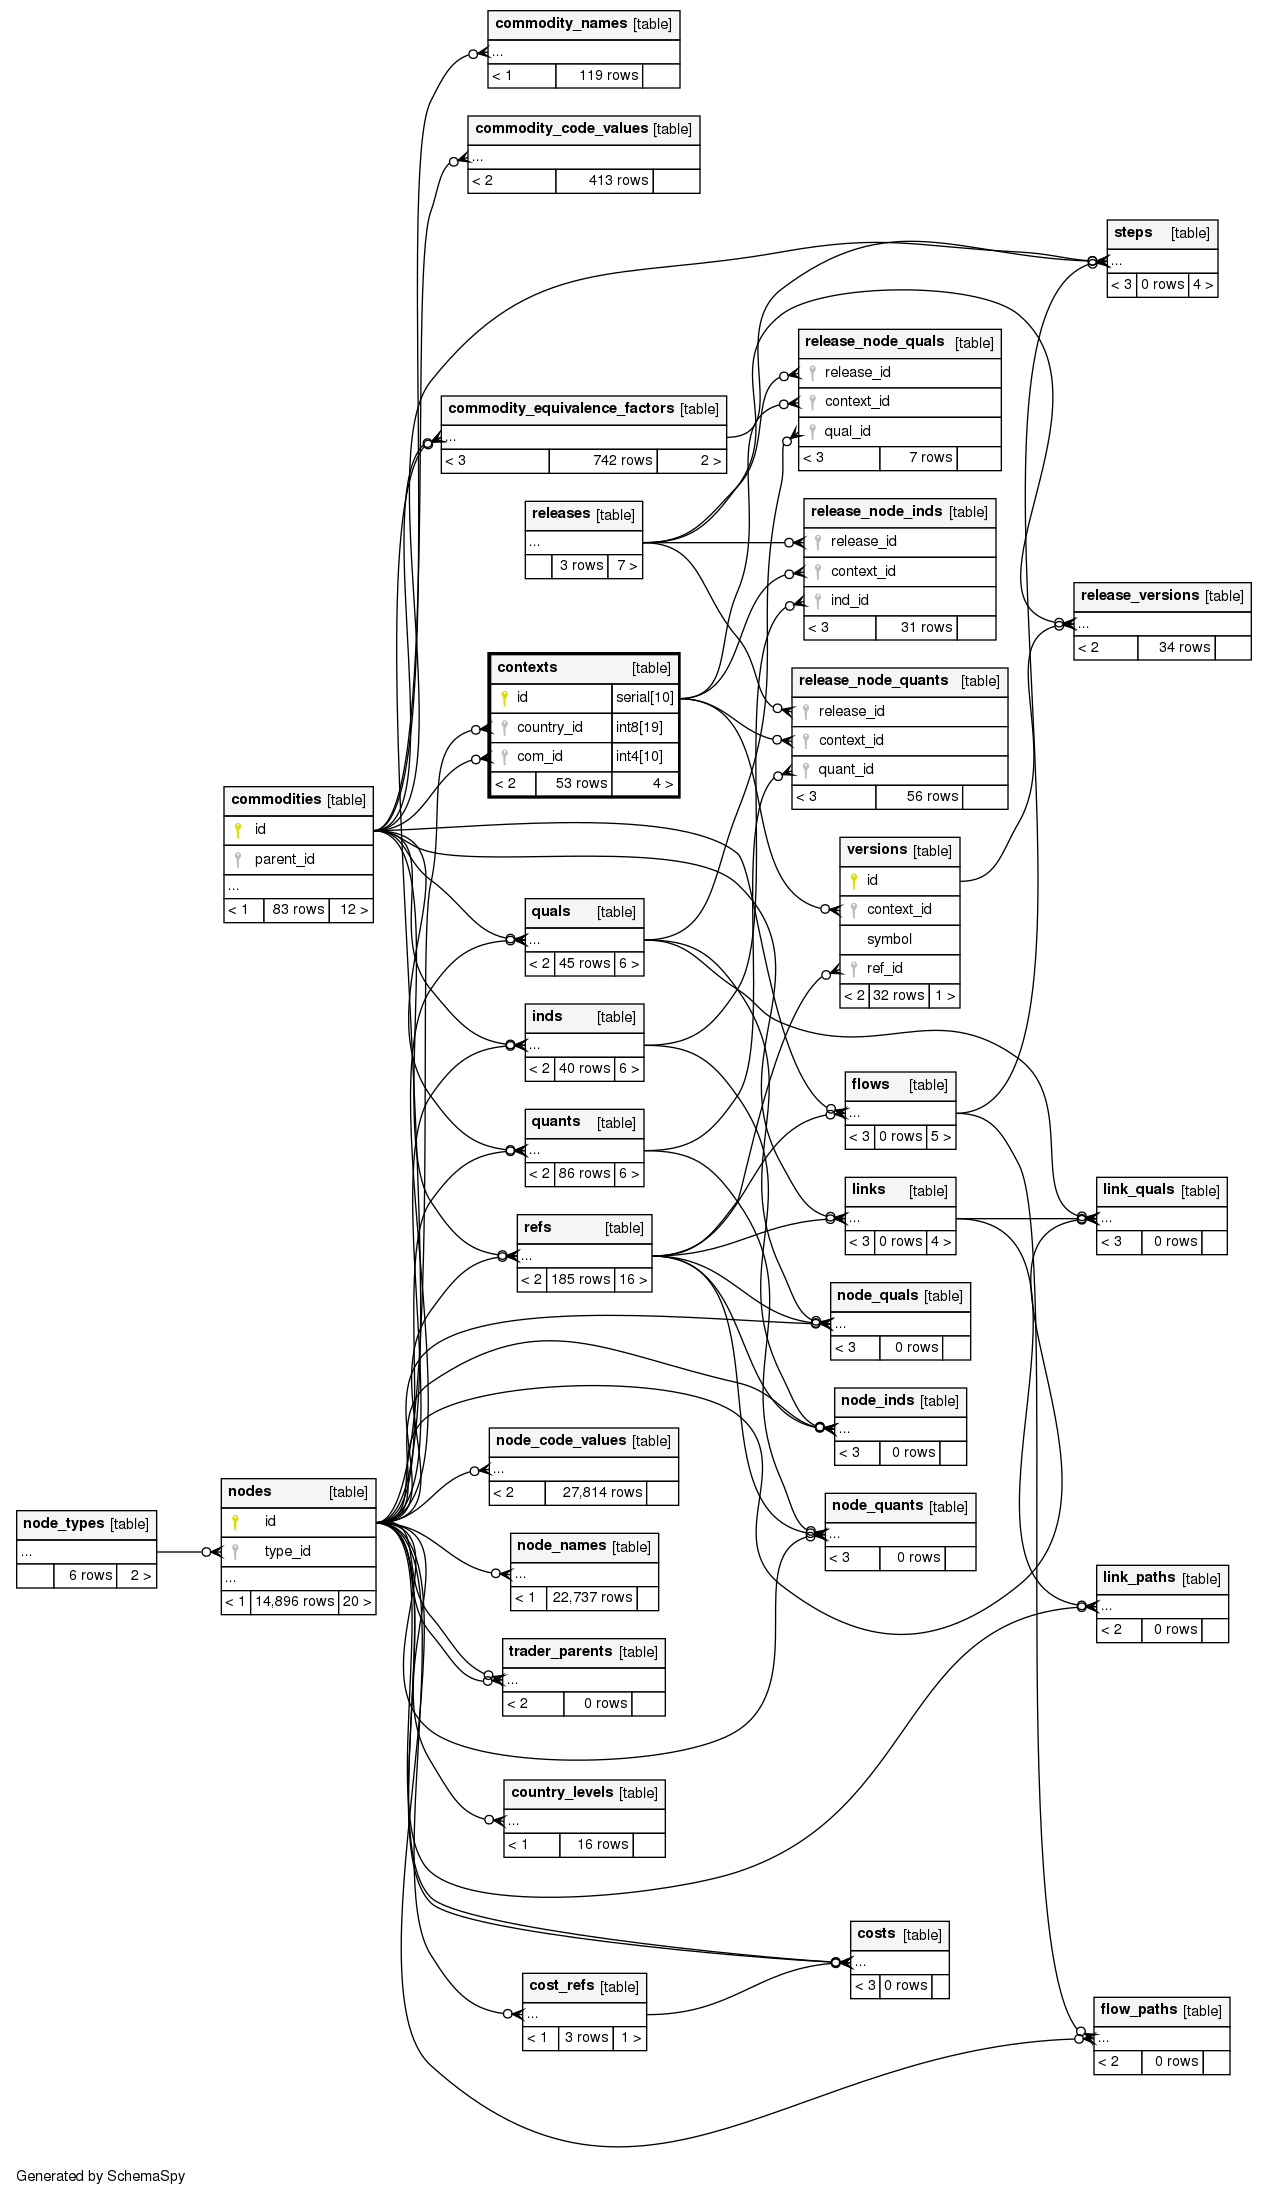 commodity_names [table]
...
< 1 119 rows
commodity_code_values [table]
...
< 2 413 rows
steps [table]
...
< 3 0 rows 4 >
release_node_quals [table]
release_id
context_id
qual_id
< 3 7 rows
commodity_equivalence_factors [table]
...
< 3 742 rows 2 >
releases [table]
...
3 rows 7 >
release_node_inds [table]
release_id
context_id
ind_id
< 3 31 rows
release_versions [table]
...
< 2 34 rows
contexts [table]
id serial[10]
country_id int8[19]
com_id int4[10]
< 2 53 rows 4 >
release_node_quants [table]
release_id
context_id
quant_id
< 3 56 rows
commodities [table]
id
parent_id
...
< 1 83 rows 12 >
versions [table]
id
context_id
symbol
ref_id
< 2 32 rows 1 >
quals [table]
...
< 2 45 rows 6 >
inds [table]
...
< 2 40 rows 6 >
flows [table]
...
< 3 0 rows 5 >
quants [table]
...
< 2 86 rows 6 >
links [table]
...
< 3 0 rows 4 >
link_quals [table]
...
< 3 0 rows
refs [table]
...
< 2 185 rows 16 >
node_quals [table]
...
< 3 0 rows
node_inds [table]
...
< 3 0 rows
node_code_values [table]
...
< 2 27,814 rows
nodes [table]
id
type_id
...
< 1 14,896 rows 20 >
node_types [table]
...
6 rows 2 >
node_quants [table]
...
< 3 0 rows
node_names [table]
...
< 1 22,737 rows
link_paths [table]
...
< 2 0 rows
trader_parents [table]
...
< 2 0 rows
country_levels [table]
...
< 1 16 rows
costs [table]
...
< 3 0 rows
cost_refs [table]
...
< 1 3 rows 1 >
flow_paths [table]
...
< 2 0 rows
Generated by SchemaSpy